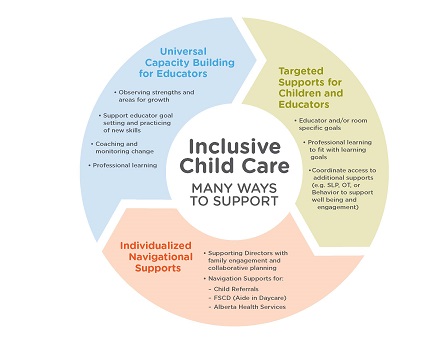 Universal
Capacity Building
for Educators
• Observing strengths and
areas for growth
• Support educator goal
setting and practicing
of new skills
• Coaching and
monitoring change
• Professional learning
Targeted
Supports for
Children and
Educators
• Educator and/or room
specific goals
• Professional learning
to fit with learning
goals
• Coordinate access to
additional supports
(e.g. SLP, OT, or
Behavior to support
well being and
engagement)
Inclusive
Child Care
MANY WAYS
TO SUPPORT
Individualized
Navigational
Supports
• Supporting Directors with
family engagement and
collaborative planning
• Navigation Supports for:
– Child Referrals
– FSCD (Aide in Daycare)
– Alberta Health Services